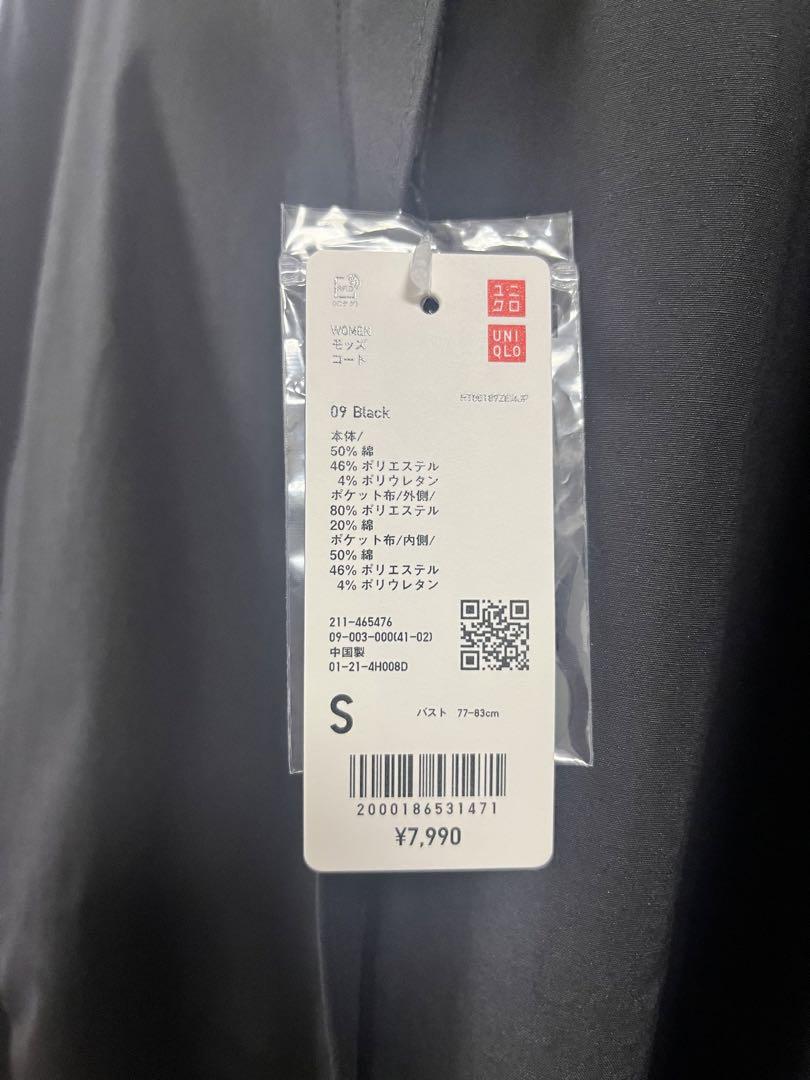 ユニ
クロ
UNI
QLO
WOMEN
モッズ
コート
09 Black
本体/
50% 綿
46% ポリエステル
4% ポリウレタン
ポケット布/外側/
80% ポリエステル
20% 綿
ポケット布/内側/
50% 綿
46% ポリエステル
4% ポリウレタン
211-465476
09-003-000(41-02)
中国製
01-21-4H008D
S
バスト 77-83cm
2000186531471
¥7,990